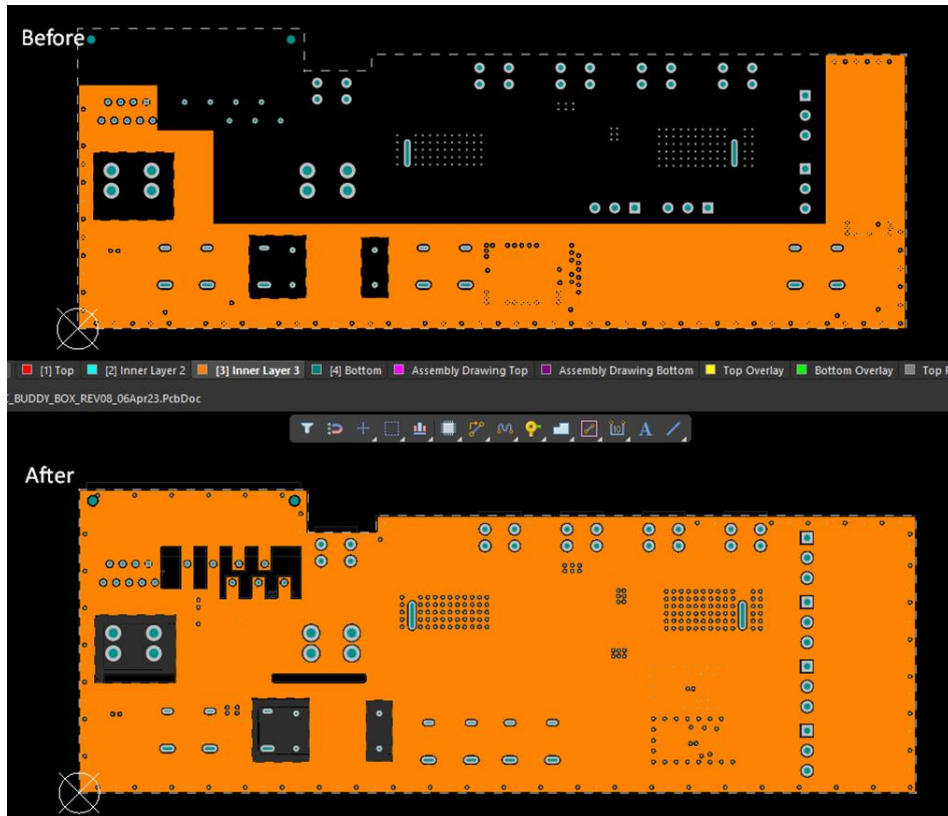 Before
[1] Top [2] Inner Layer 2 [3] Inner Layer 3 [4] Bottom Assembly Drawing Top Assembly Drawing Bottom Top Overlay Bottom Overlay Top
_BUDDY_BOX_REV08_06Apr23.PcbDoc
A
After